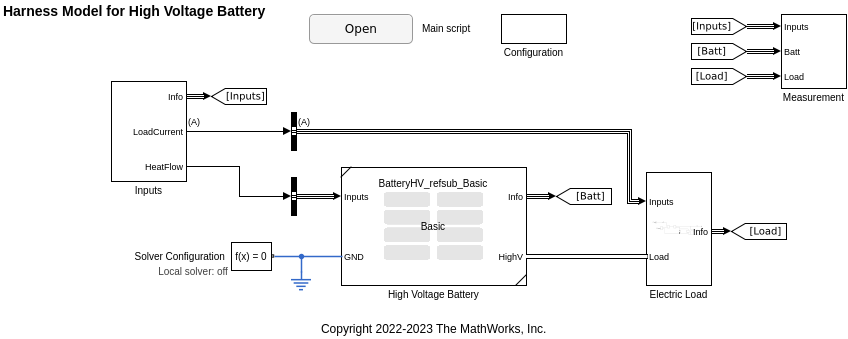 Harness Model for High Voltage Battery
Open
Main script
Configuration
[Inputs]
[Batt]
[Load]
Inputs
Batt
Load
Measurement
Info
LoadCurrent
HeatFlow
Inputs
[Inputs]
(A)
(A)
BatteryHV_refsub_Basic
Inputs
Info
Basic
GND
HighV
High Voltage Battery
[Batt]
Solver Configuration
Local solver: off
f(x) = 0
Inputs
Info
Load
Electric Load
[Load]
Copyright 2022-2023 The MathWorks, Inc.